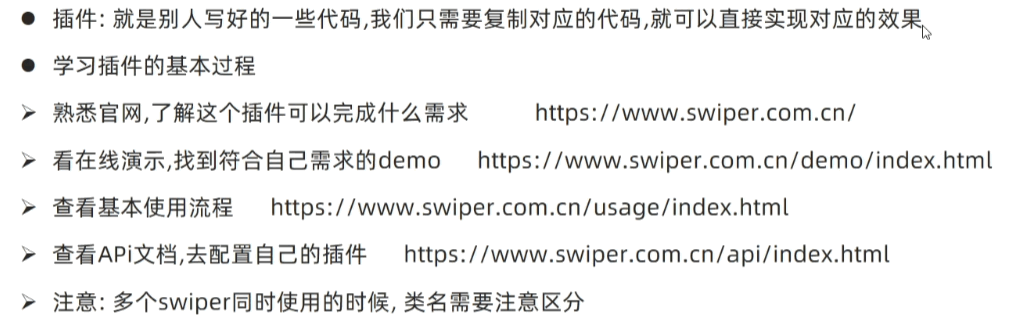 ● 插件: 就是别人写好的一些代码,我们只需要复制对应的代码,就可以直接实现对应的效果
● 学习插件的基本过程
➢ 熟悉官网,了解这个插件可以完成什么需求 https://www.swiper.com.cn/
➢ 看在线演示,找到符合自己需求的demo https://www.swiper.com.cn/demo/index.html
➢ 查看基本使用流程 https://www.swiper.com.cn/usage/index.html
➢ 查看APi文档,去配置自己的插件 https://www.swiper.com.cn/api/index.html
➢ 注意: 多个swiper同时使用的时候, 类名需要注意区分